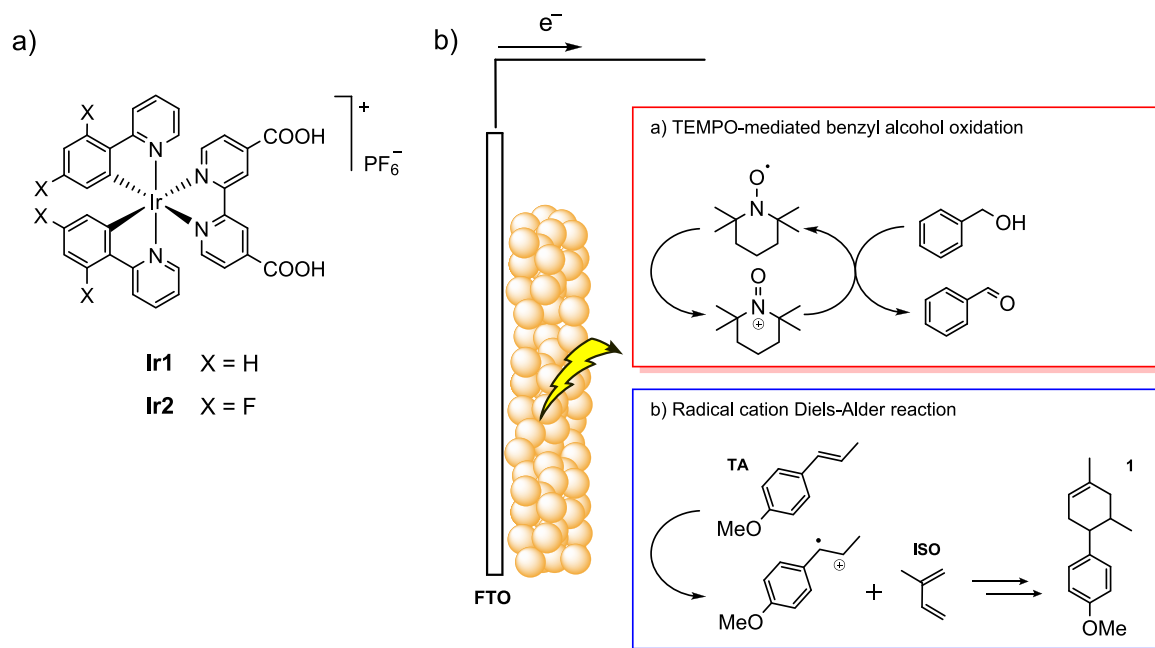 a)
X
X
N
COOH
+
PF6−
N
Ir
N
X
N
COOH
X
Ir1 X = H
Ir2 X = F
b)
e−
FTO
a) TEMPO-mediated benzyl alcohol oxidation
O•
N
OH
O
N
⊕
O
b) Radical cation Diels-Alder reaction
TA
MeO
•
⊕
MeO
+
ISO
1
OMe